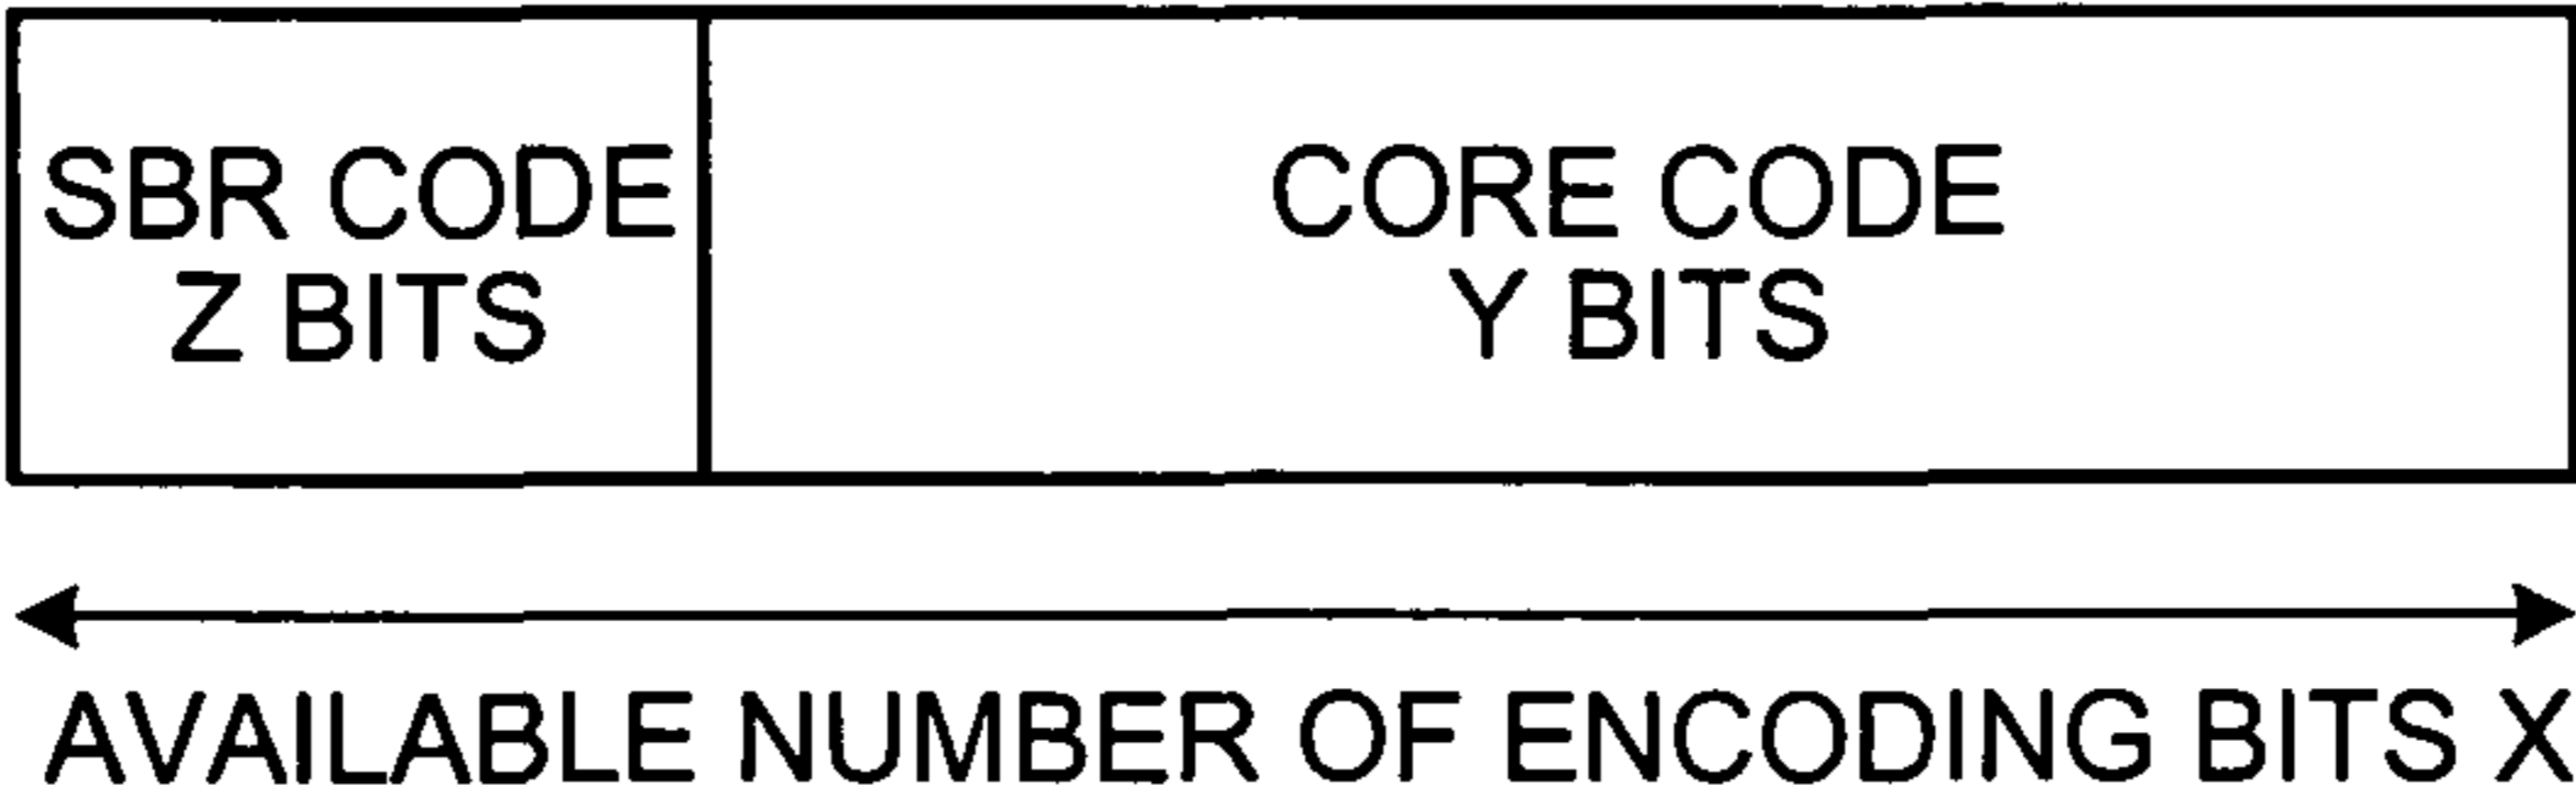 SBR CODE
Z BITS
CORE CODE
Y BITS
AVAILABLE NUMBER OF ENCODING BITS X